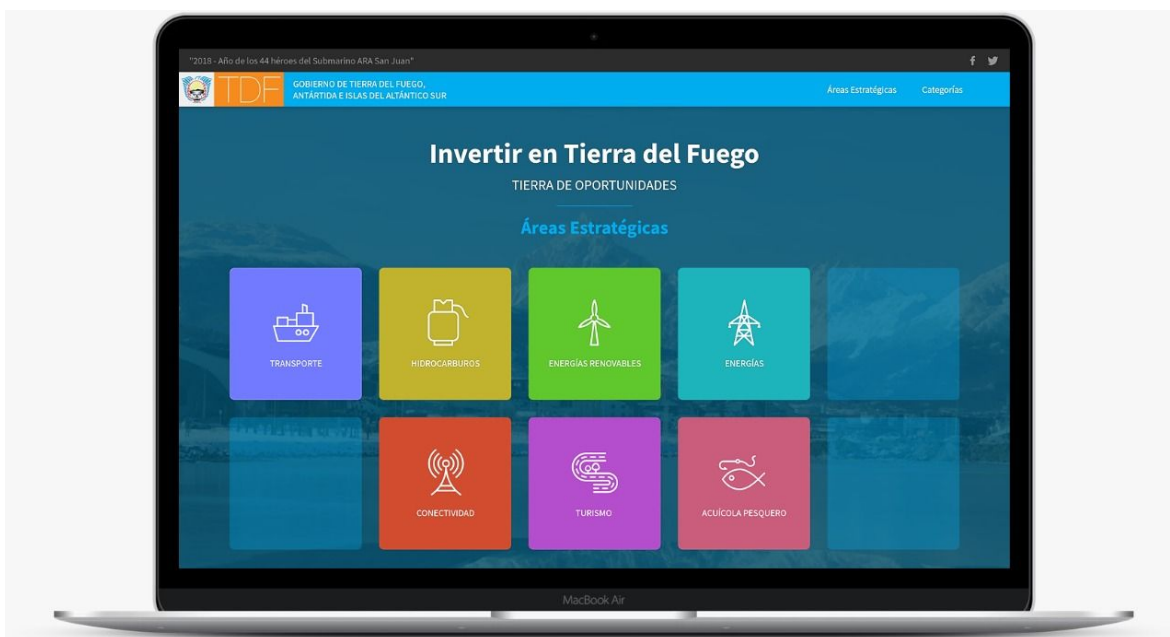 "2018 - Año de los 44 héroes del Submarino ARA San Juan"
TDF
GOBIERNO DE TIERRA DEL FUEGO,
ANTÁRTIDA E ISLAS DEL ALTÁNTICO SUR
Áreas Estratégicas
Categorías
Invertir en Tierra del Fuego
TIERRA DE OPORTUNIDADES
Áreas Estratégicas
TRANSPORTE
HIDROCARBUROS
ENERGÍAS RENOVABLES
ENERGÍAS
CONECTIVIDAD
TURISMO
ACUÍCOLA PESQUERO
MacBook Air